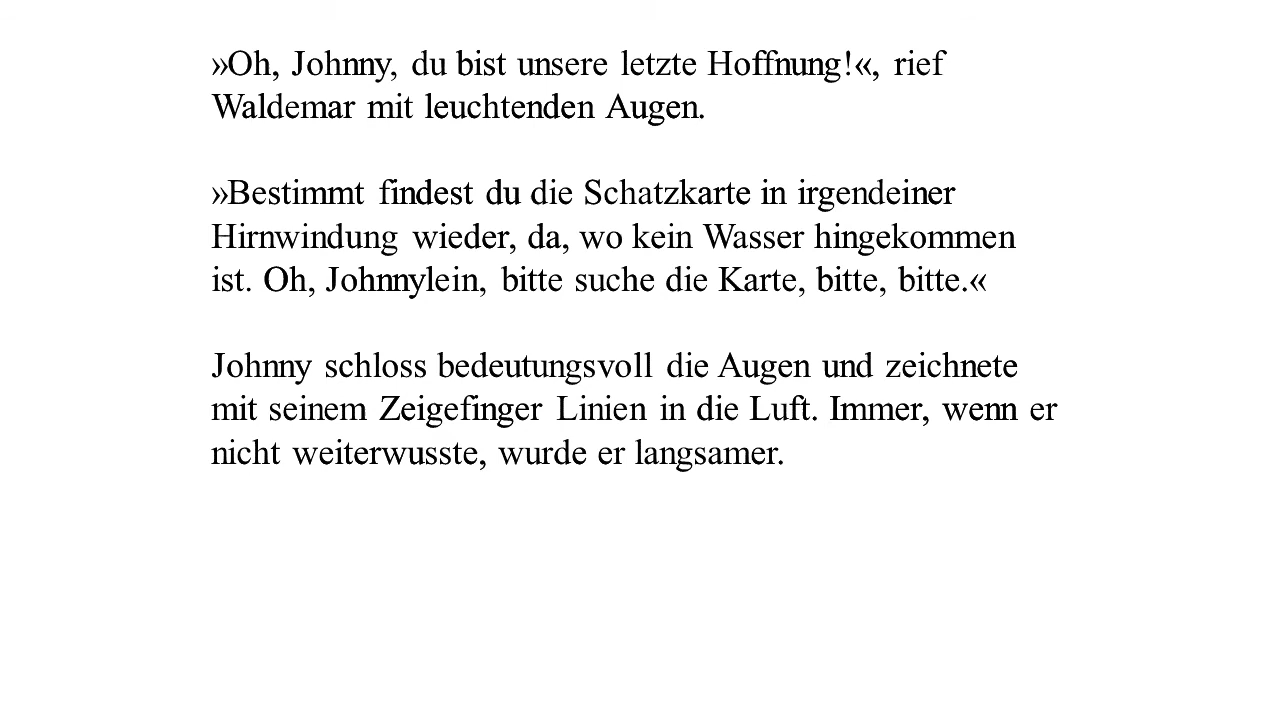 »Oh, Johnny, du bist unsere letzte Hoffnung!«, rief
Waldemar mit leuchtenden Augen.
»Bestimmt findest du die Schatzkarte in irgendeiner
Hirnwindung wieder, da, wo kein Wasser hingekommen
ist. Oh, Johnnylein, bitte suche die Karte, bitte, bitte.«
Johnny schloss bedeutungsvoll die Augen und zeichnete
mit seinem Zeigefinger Linien in die Luft. Immer, wenn er
nicht weiterwusste, wurde er langsamer.